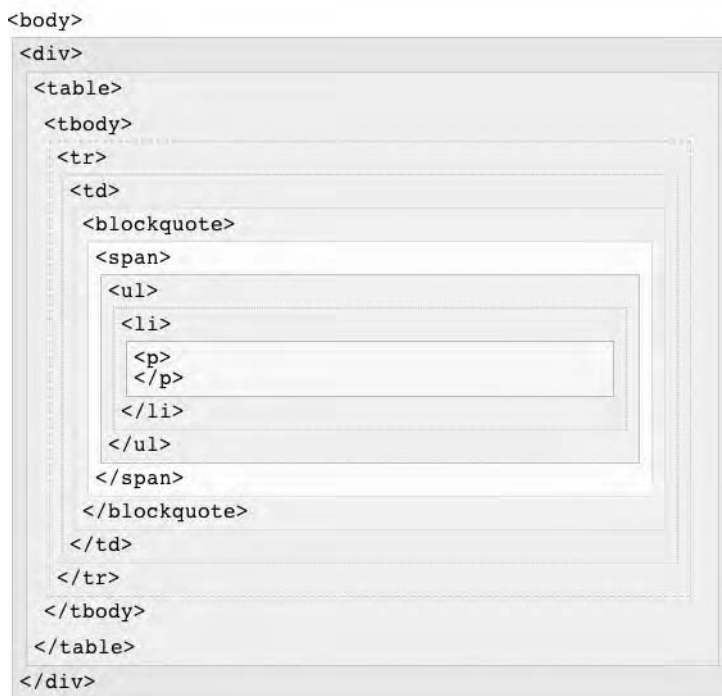 <body>
<div>
<table>
<tbody>
<tr>
<td>
<blockquote>
<span>
<ul>
<li>
<p>
</p>
</li>
</ul>
</span>
</blockquote>
</td>
</tr>
</tbody>
</table>
</div>